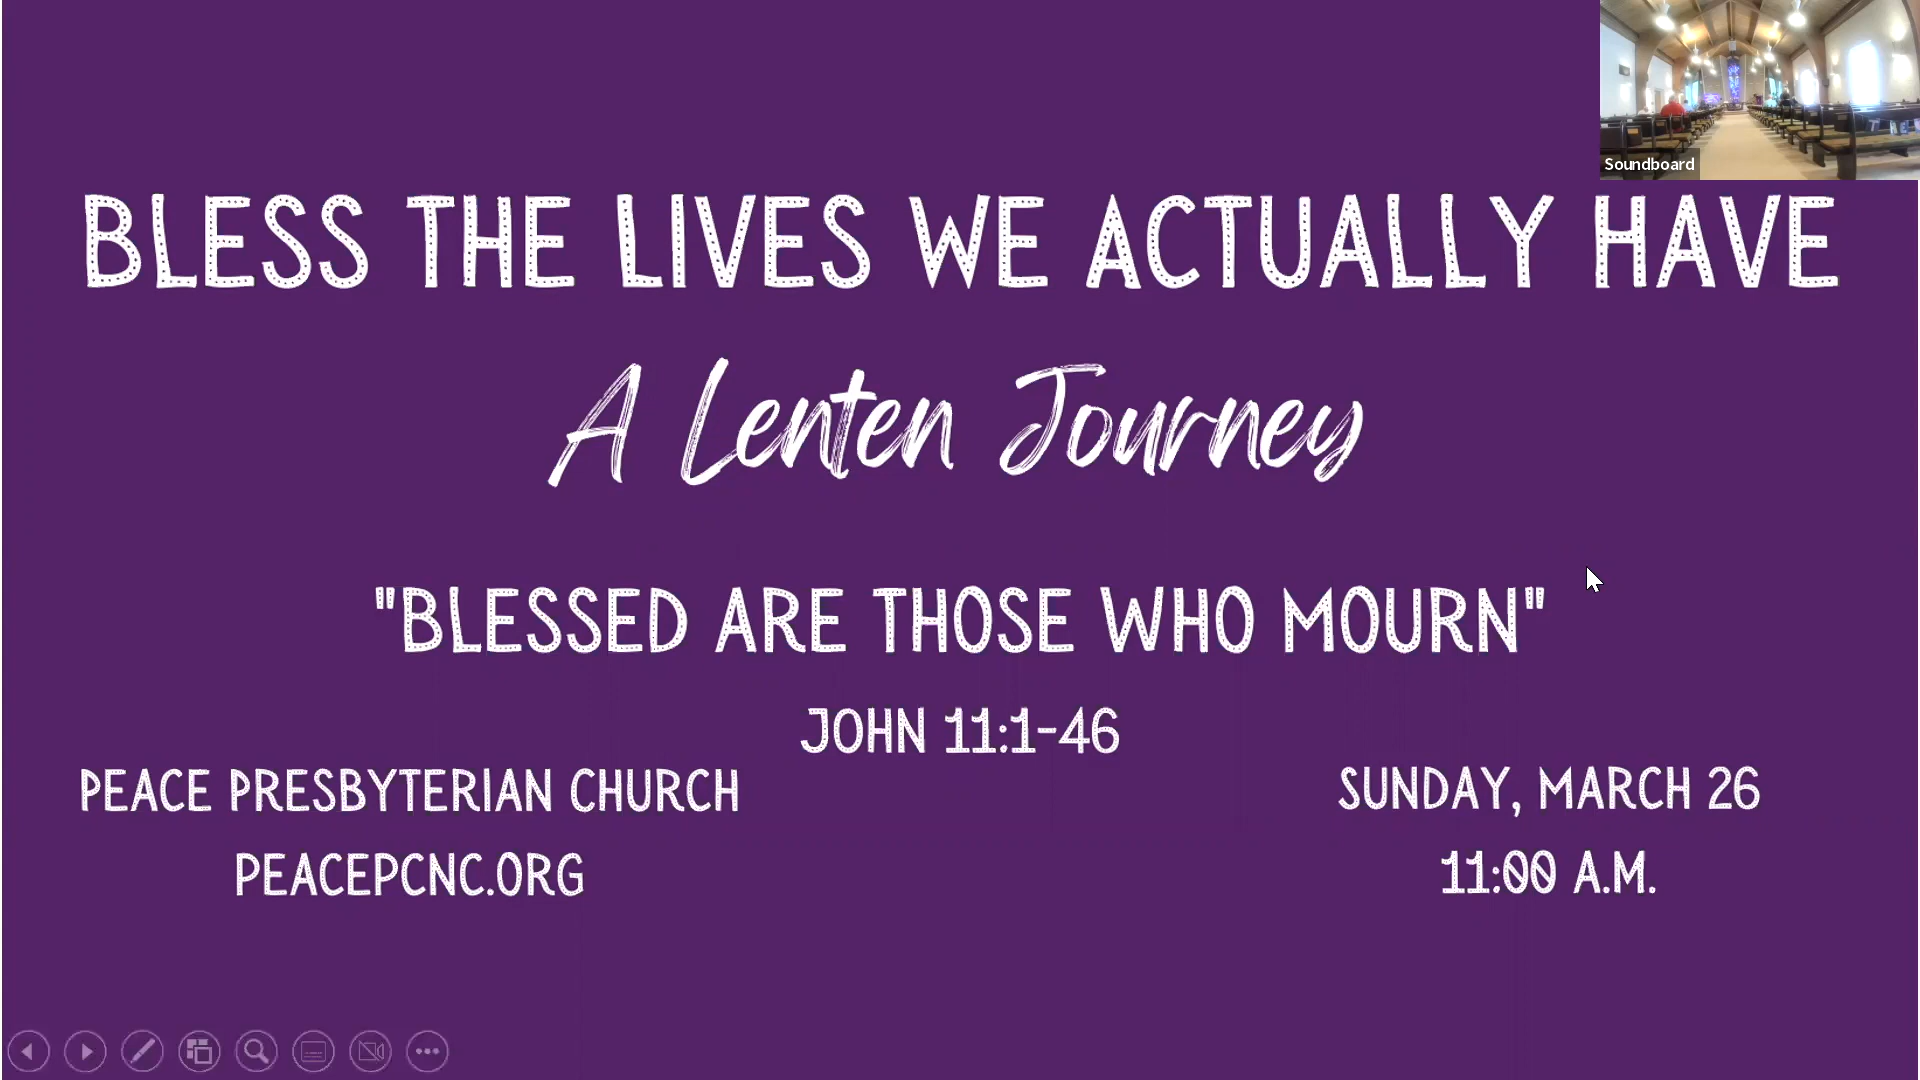 Soundboard
BLESS THE LIVES WE ACTUALLY HAVE
A Lenten Journey
"BLESSED ARE THOSE WHO MOURN"
JOHN 11:1-46
PEACE PRESBYTERIAN CHURCH
PEACEPCNC.ORG
SUNDAY, MARCH 26
11:00 A.M.